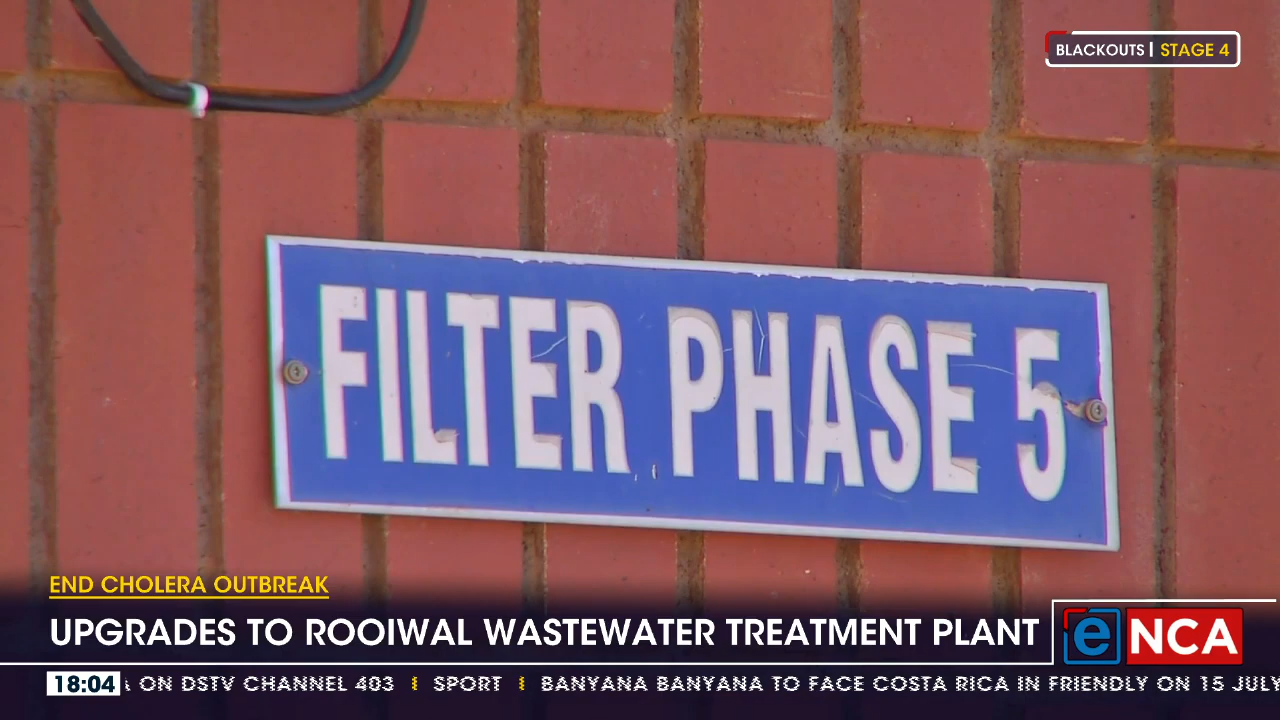 BLACKOUTS | STAGE 4
FILTER PHASE 5
END CHOLERA OUTBREAK
UPGRADES TO ROOIWAL WASTEWATER TREATMENT PLANT
eNCA
18:04 ON DSTV CHANNEL 403 SPORT BANYANA BANYANA TO FACE COSTA RICA IN FRIENDLY ON 15 JULY